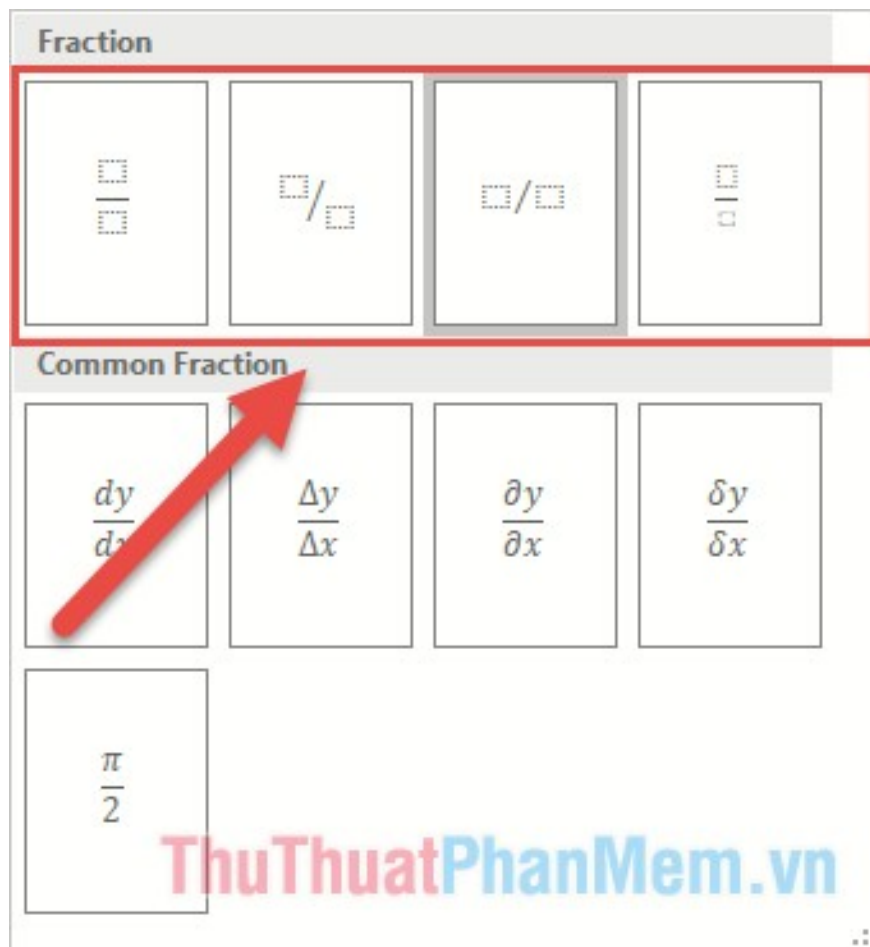 Fraction
/
/
Common Fraction
dy/dx Δy/Δx ∂y/∂x δy/δx
π/2
ThuThuatPhanMem.vn